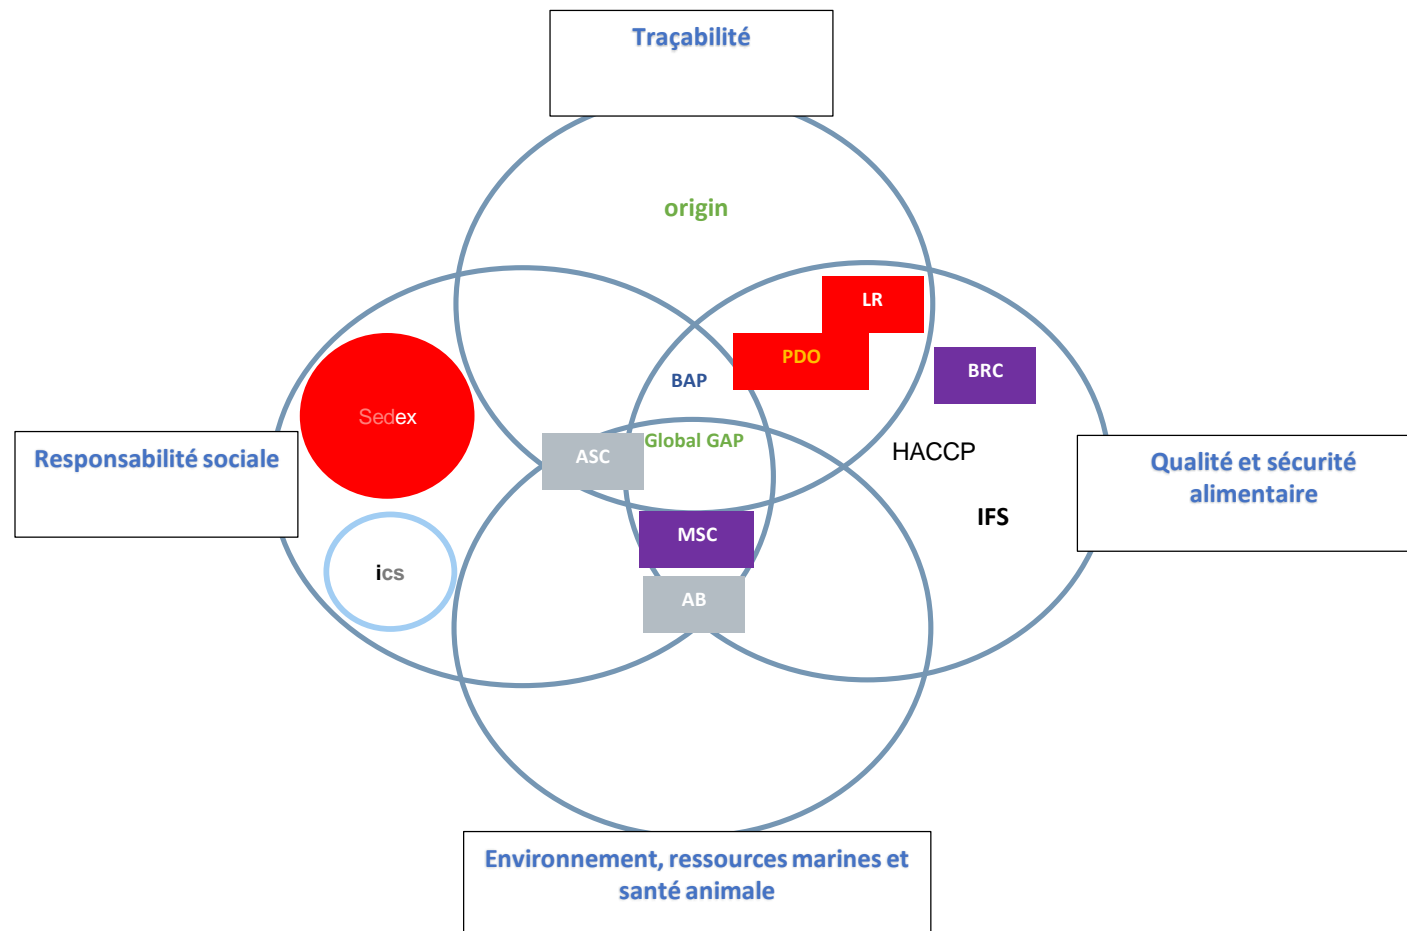 Traçabilité
origin
LR
PDO
BRC
BAP
Sedex
Global GAP
HACCP
ASC
Responsabilité sociale
Qualité et sécurité
alimentaire
IFS
MSC
ics
AB
Environnement, ressources marines et
santé animale